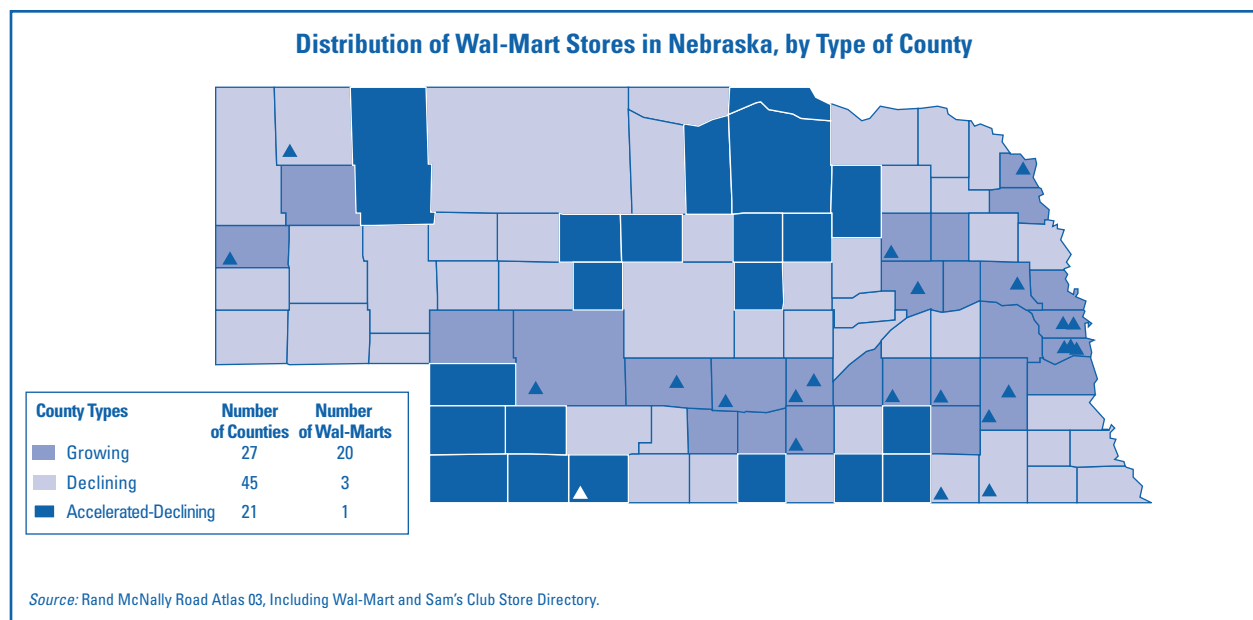 Distribution of Wal-Mart Stores in Nebraska, by Type of County
County Types Number of Counties Number of Wal-Marts
Growing 27 20
Declining 45 3
Accelerated-Declining 21 1
Source: Rand McNally Road Atlas 03, Including Wal-Mart and Sam's Club Store Directory.